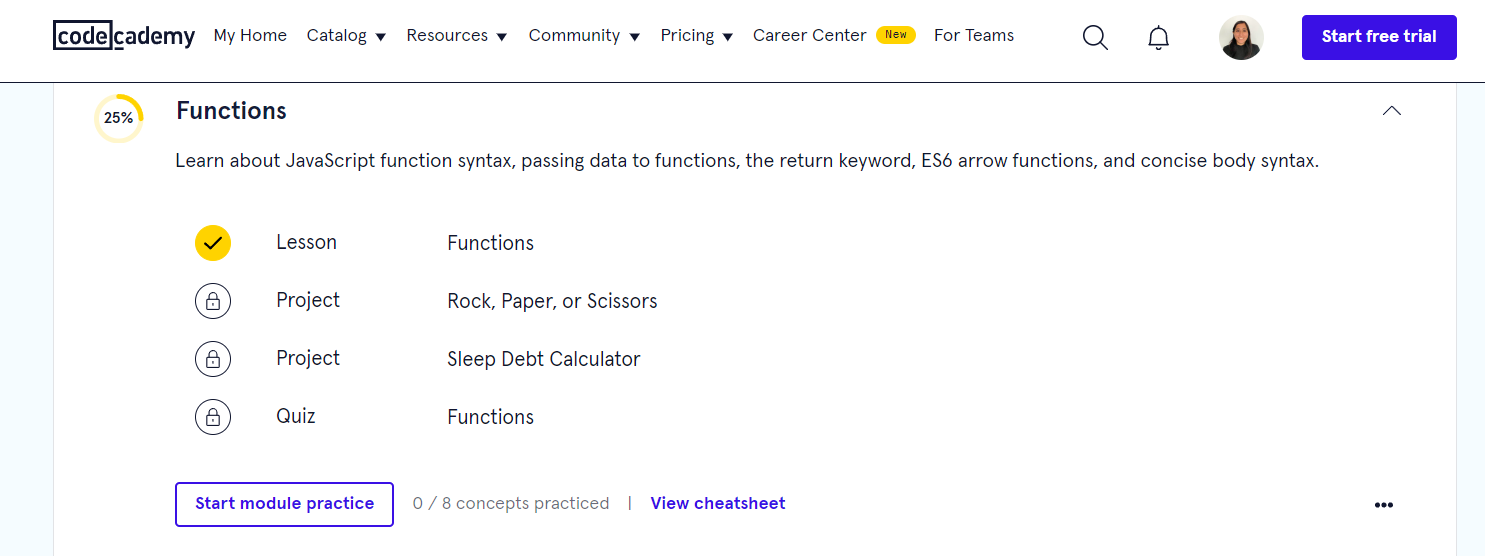 codecademy My Home Catalog Resources Community Pricing Career Center New For Teams Start free trial
25% Functions
Learn about JavaScript function syntax, passing data to functions, the return keyword, ES6 arrow functions, and concise body syntax.
Lesson Functions
Project Rock, Paper, or Scissors
Project Sleep Debt Calculator
Quiz Functions
Start module practice 0 / 8 concepts practiced | View cheatsheet